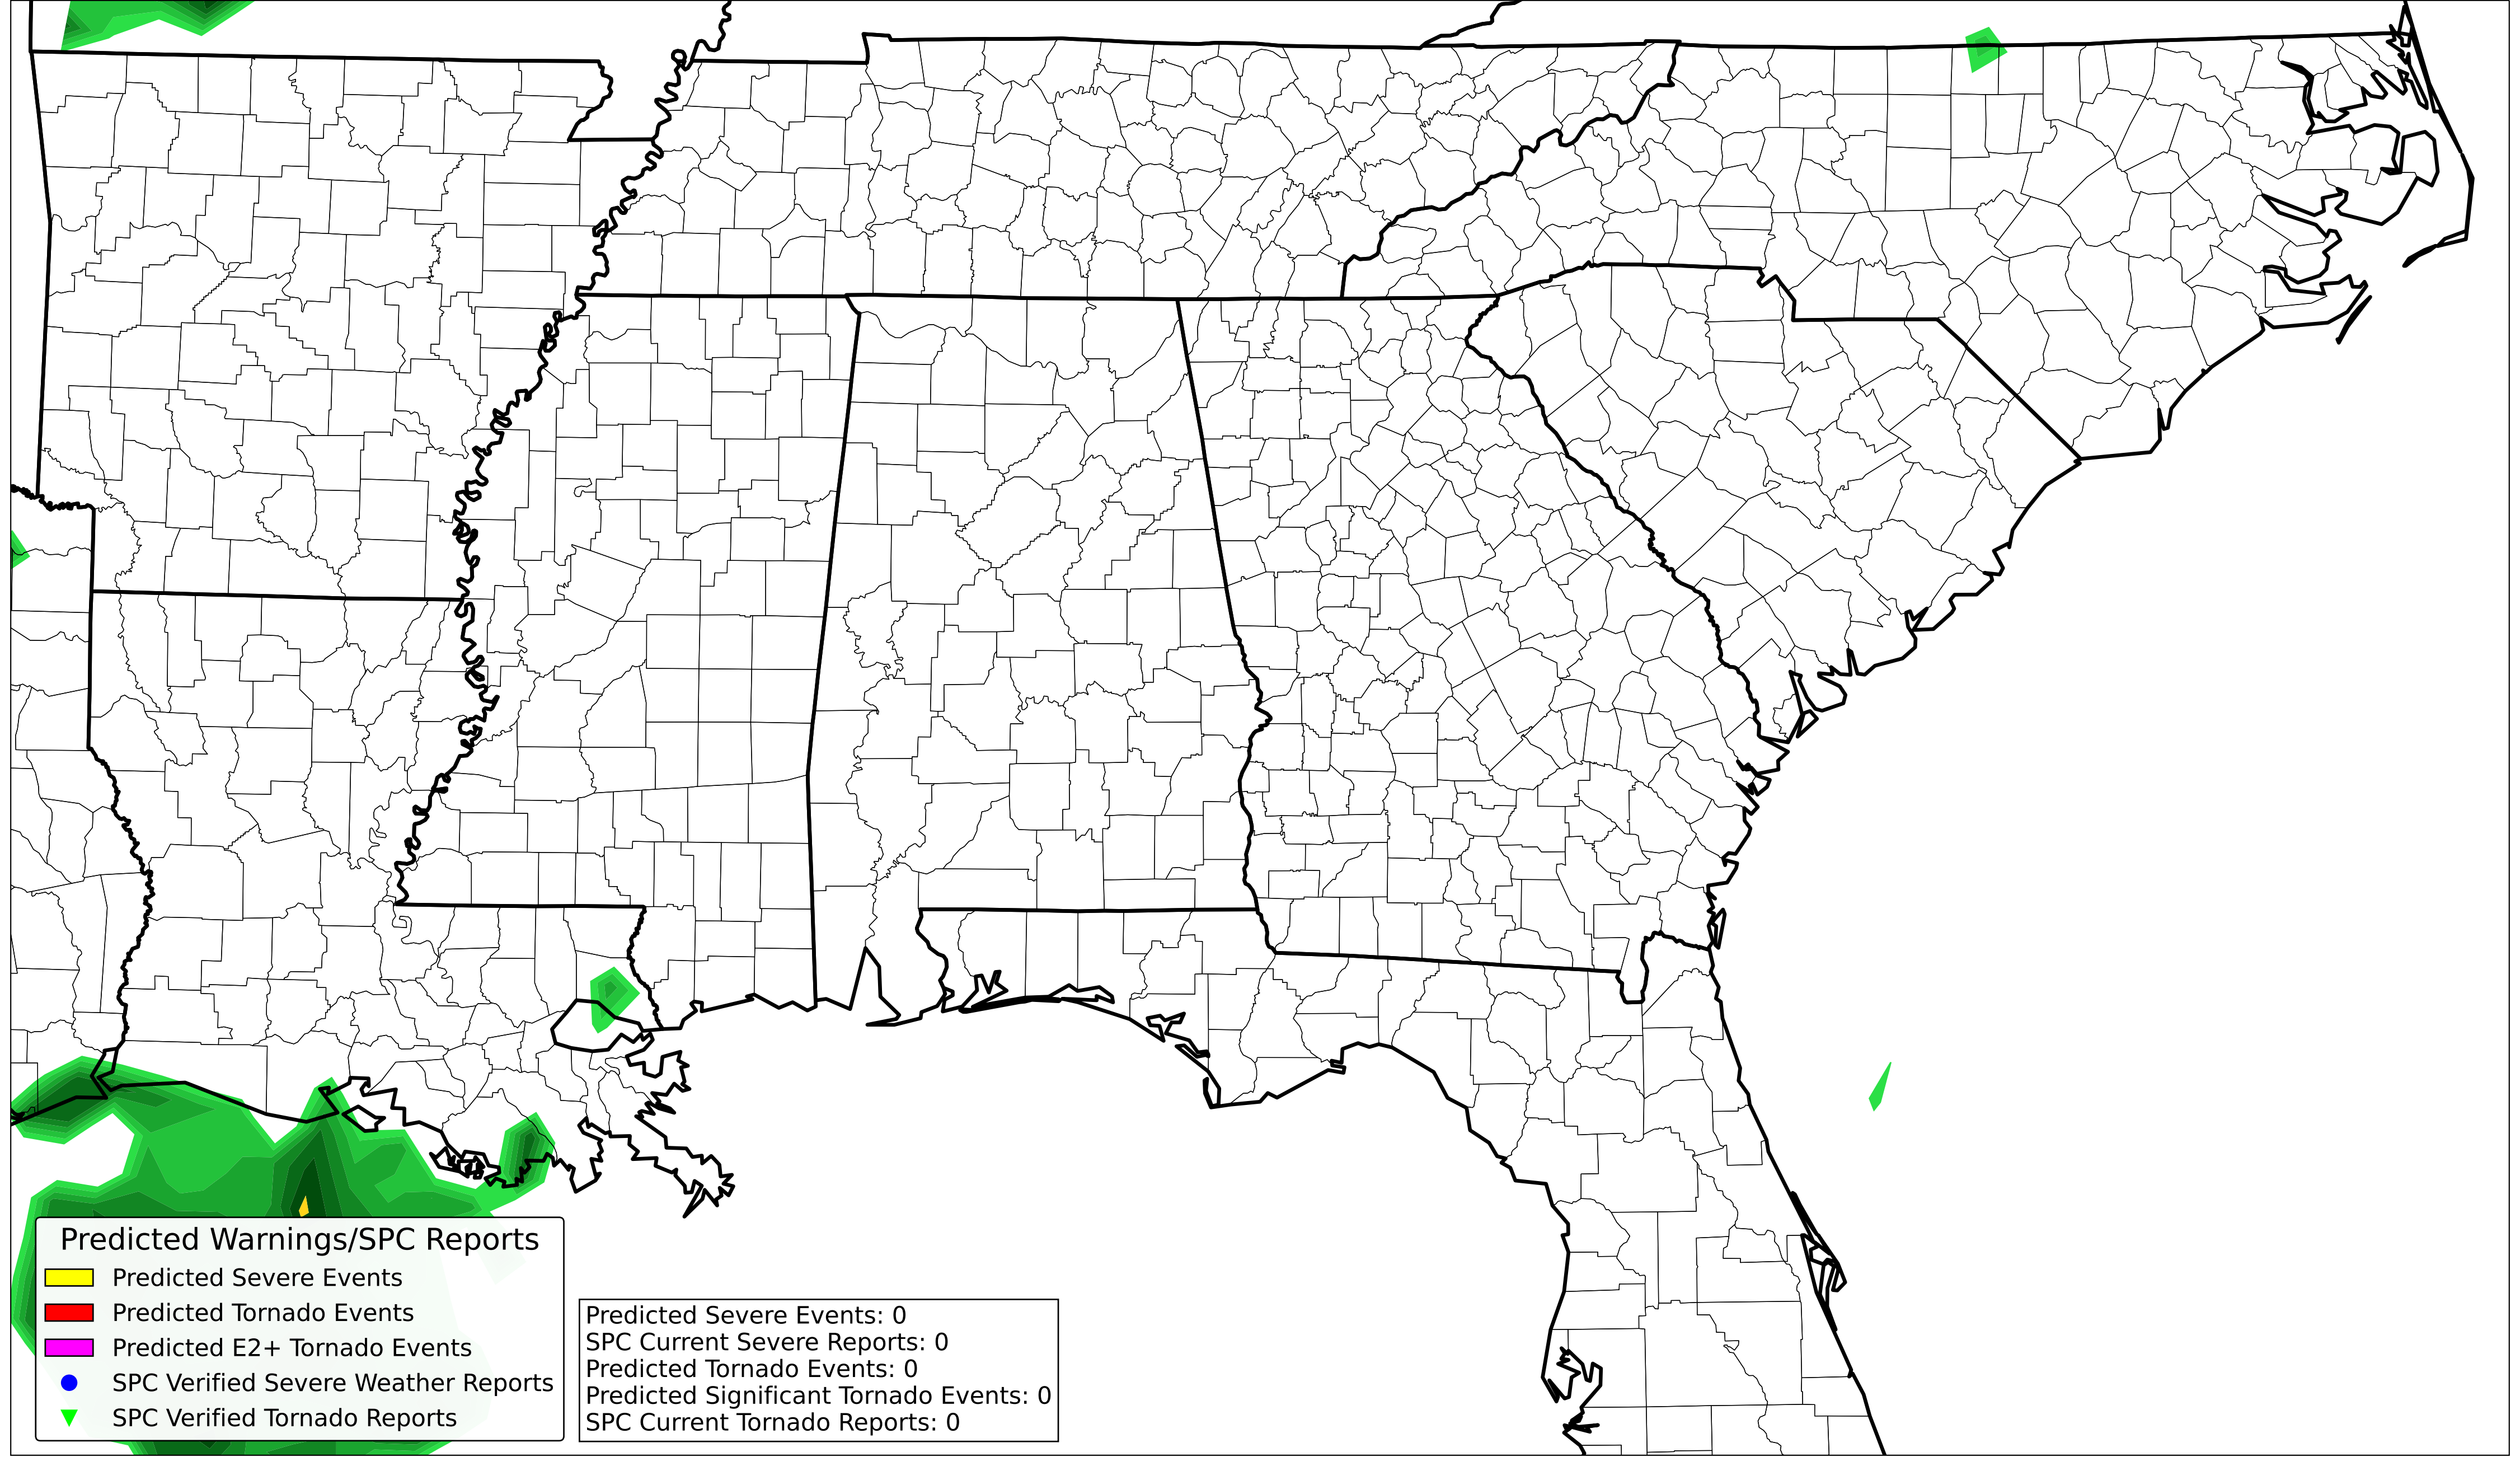 Predicted Warnings/SPC Reports
Predicted Severe Events
Predicted Tornado Events
Predicted E2+ Tornado Events
SPC Verified Severe Weather Reports
SPC Verified Tornado Reports
Predicted Severe Events: 0
SPC Current Severe Reports: 0
Predicted Tornado Events: 0
Predicted Significant Tornado Events: 0
SPC Current Tornado Reports: 0